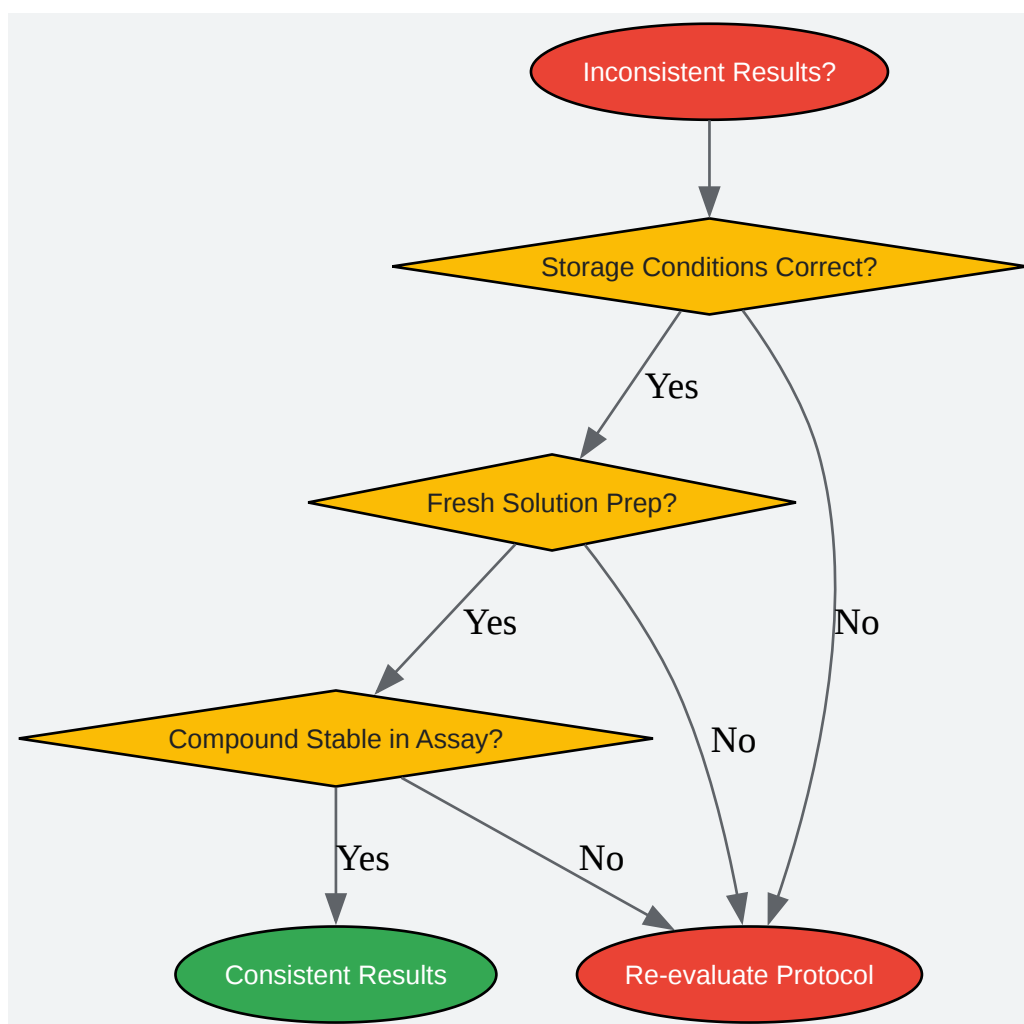 Inconsistent Results?
Storage Conditions Correct?
Yes
Fresh Solution Prep?
Yes
No
Compound Stable in Assay?
No
Yes
No
Consistent Results
Re-evaluate Protocol